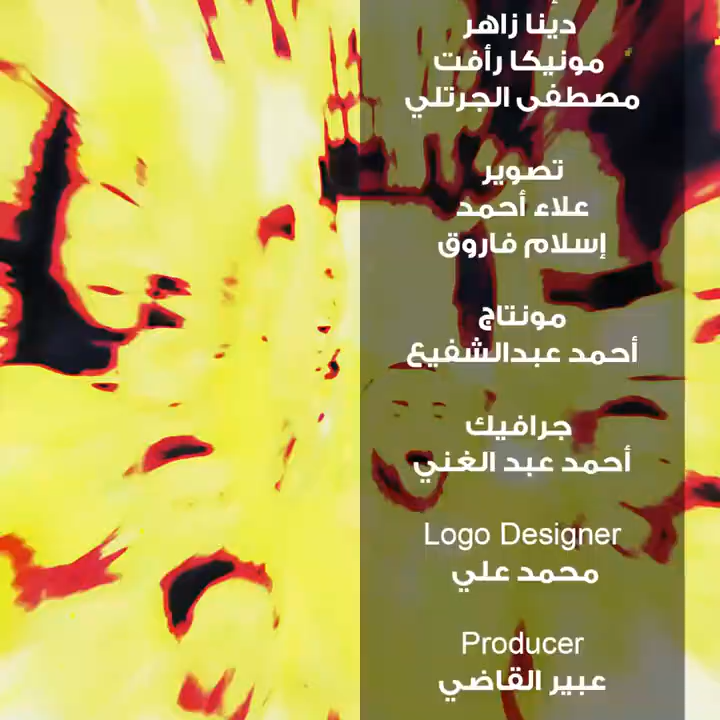 دينا زاهر
مونيكا رأفت
مصطفى الجرتلي
تصوير
علاء أحمد
إسلام فاروق
مونتاج
أحمد عبدالشفيع
جرافيك
أحمد عبد الغني
Logo Designer
محمد علي
Producer
عبير القاضي